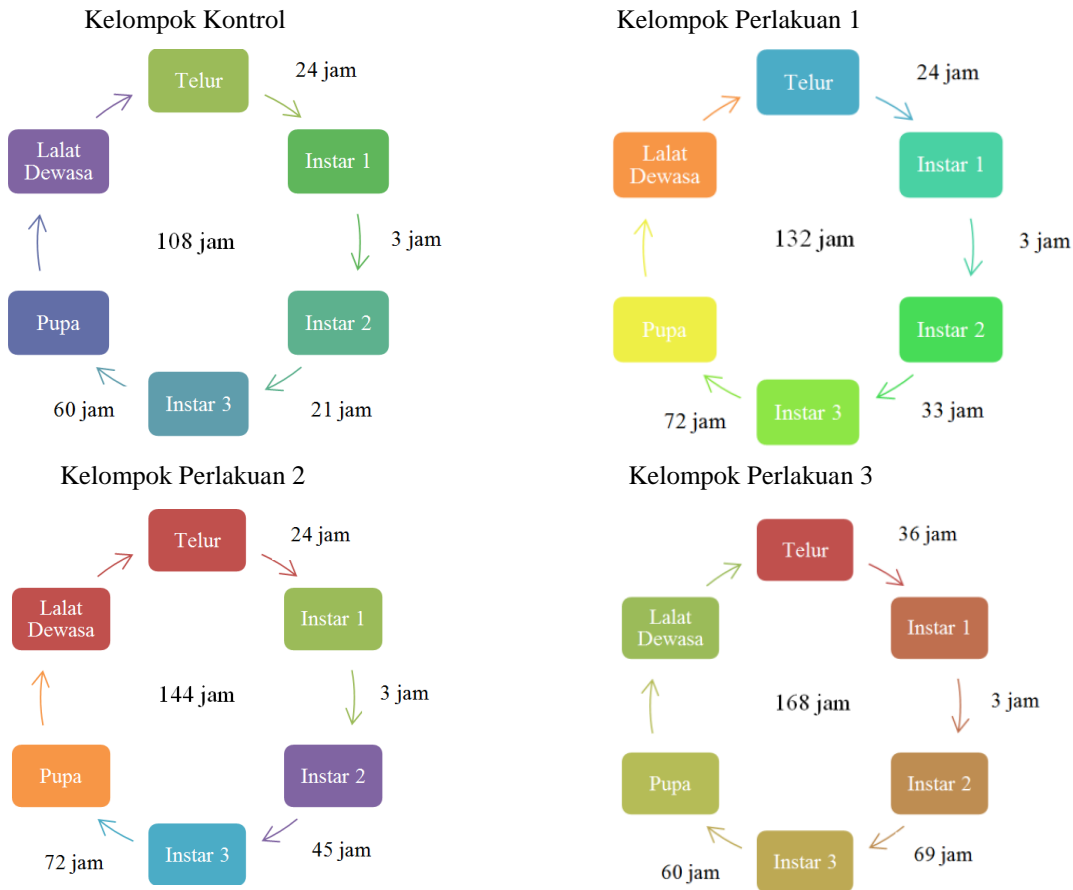 Kelompok Kontrol
Telur
24 jam
Instar 1
3 jam
Instar 2
21 jam
Instar 3
60 jam
Pupa
Lalat
Dewasa
108 jam
Kelompok Perlakuan 1
Telur
24 jam
Instar 1
3 jam
Instar 2
33 jam
Instar 3
72 jam
Pupa
Lalat
Dewasa
132 jam
Kelompok Perlakuan 2
Telur
24 jam
Instar 1
3 jam
Instar 2
45 jam
Instar 3
72 jam
Pupa
Lalat
Dewasa
144 jam
Kelompok Perlakuan 3
Telur
36 jam
Instar 1
3 jam
Instar 2
69 jam
Instar 3
60 jam
Pupa
Lalat
Dewasa
168 jam